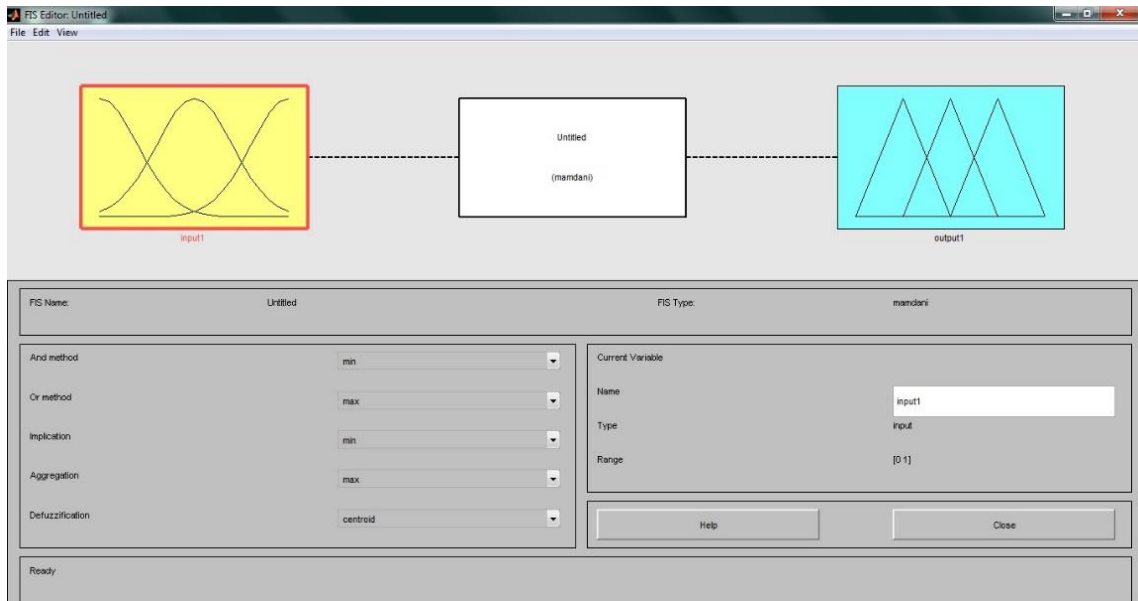 FIS Editor: Untitled
File Edit View
Untitled
(mamdani)
input1
output1
FIS Name: Untitled FIS Type: mamdani
And method min
Or method max
Implication min
Aggregation max
Defuzzification centroid
Current Variable
Name input1
Type input
Range [0 1]
Help Close
Ready